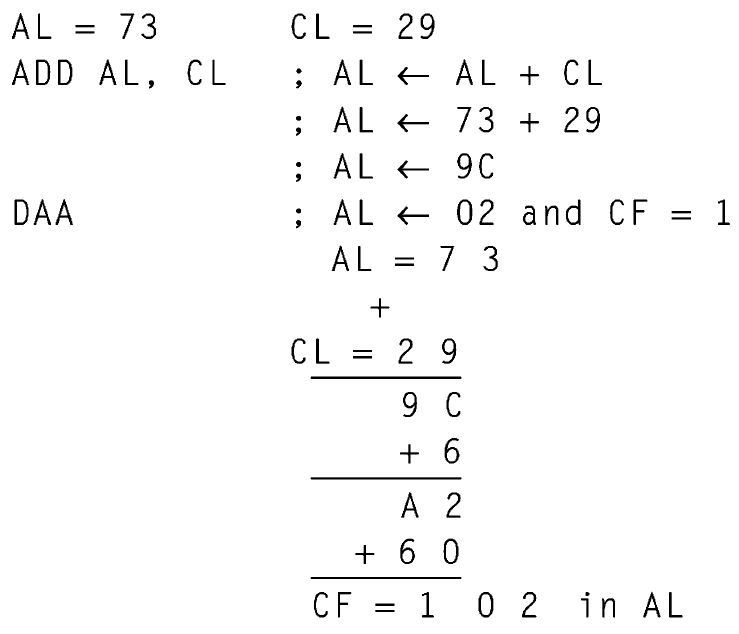 AL = 73 CL = 29
ADD AL, CL ; AL ← AL + CL
; AL ← 73 + 29
; AL ← 9C
DAA ; AL ← 02 and CF = 1
AL = 7 3
+
CL = 2 9
9 C
+ 6
A 2
+ 6 0
CF = 1 0 2 in AL